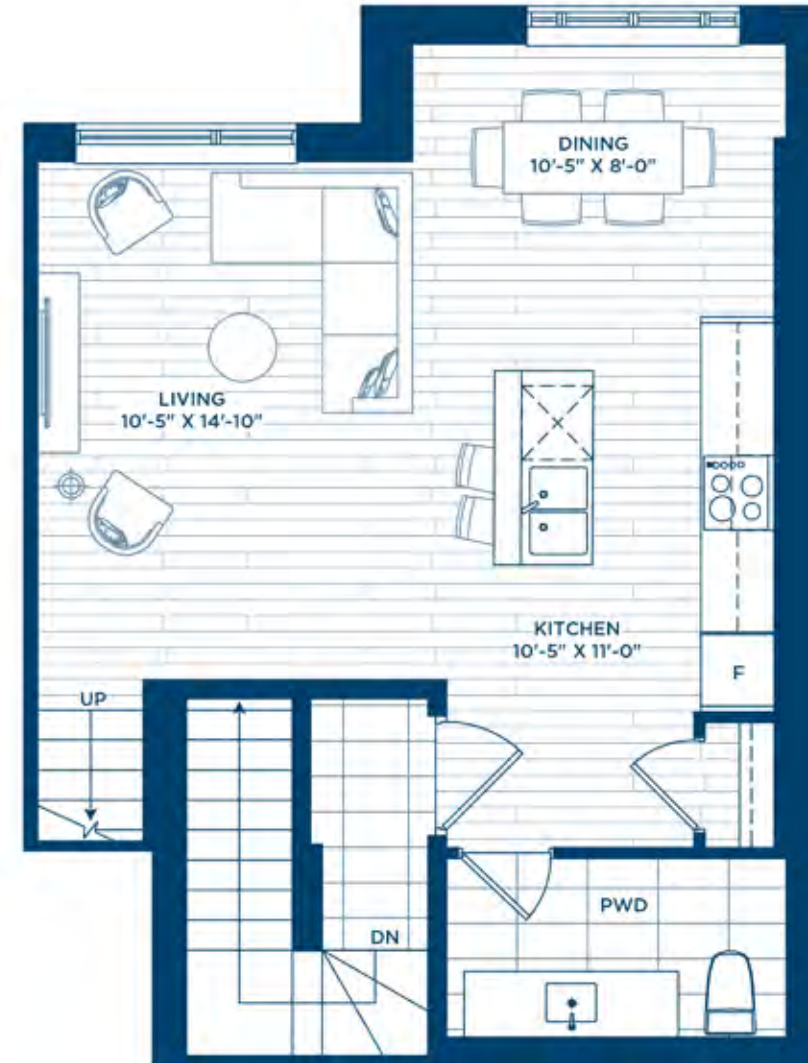 DINING
10'-5" X 8'-0"
LIVING
10'-5" X 14'-10"
KITCHEN
10'-5" X 11'-0"
F
UP
PWD
DN